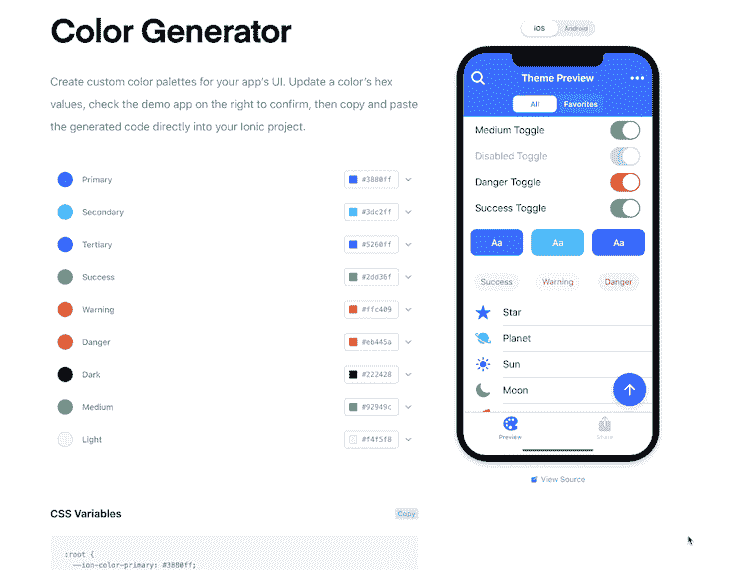 Color Generator
Create custom color palettes for your app's UI. Update a color's hex
values, check the demo app on the right to confirm, then copy and paste
the generated code directly into your Ionic project.
Primary #3880ff
Secondary #3dc2ff
Tertiary #5260ff
Success #2dd36f
Warning #ffc409
Danger #eb445a
Dark #222428
Medium #92949c
Light #f4f5f8
CSS Variables Copy
:root {
--ion-color-primary: #3880ff;
iOS Android
Theme Preview
All Favorites
Medium Toggle
Disabled Toggle
Danger Toggle
Success Toggle
Aa Aa Aa
Success Warning Danger
Star
Planet
Sun
Moon
Preview Share
View Source